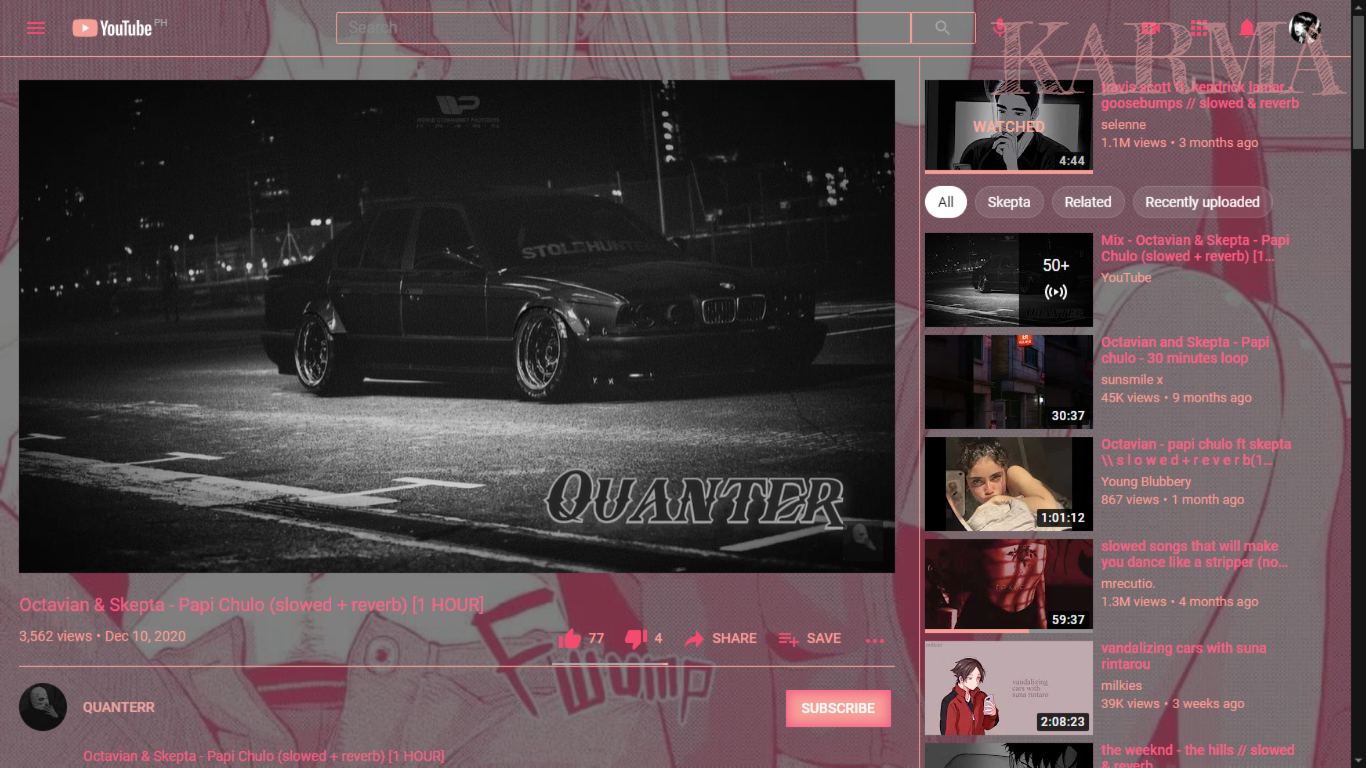 YouTube PH
Search
KARMA
STOLEHUNTER
QUANTER
Octavian & Skepta - Papi Chulo (slowed + reverb) [1 HOUR]
3,562 views • Dec 10, 2020
77
4
SHARE
SAVE
Fwump
QUANTERR
SUBSCRIBE
Octavian & Skepta - Papi Chulo (slowed + reverb) [1 HOUR]
WATCHED
4:44
travis scott ft. kendrick lamar -
goosebumps // slowed & reverb
selenne
1.1M views • 3 months ago
All
Skepta
Related
Recently uploaded
50+
Mix - Octavian & Skepta - Papi
Chulo (slowed + reverb) [1...
YouTube
30:37
Octavian and Skepta - Papi
chulo - 30 minutes loop
sunsmile x
45K views • 9 months ago
1:01:12
Octavian - papi chulo ft skepta
\\ s l o w e d + r e v e r b(1...
Young Blubbery
867 views • 1 month ago
59:37
slowed songs that will make
you dance like a stripper (no...
mrecutio.
1.3M views • 4 months ago
milkies
vandalizing
cars with
suna rintaro
2:08:23
vandalizing cars with suna
rintarou
milkies
39K views • 3 weeks ago
the weeknd - the hills // slowed
& reverb